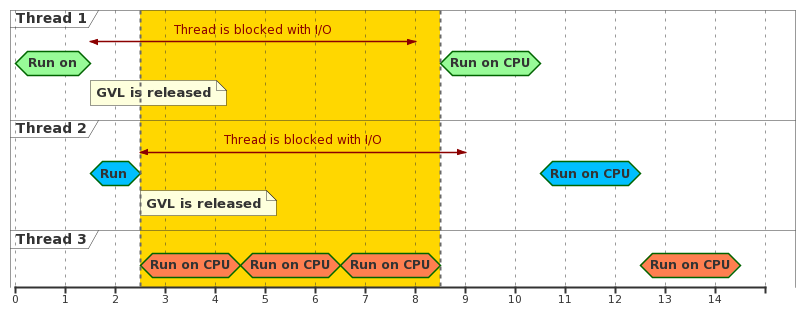 Thread 1
Thread is blocked with I/O
Run on
Run on CPU
GVL is released
Thread 2
Thread is blocked with I/O
Run
Run on CPU
GVL is released
Thread 3
Run on CPU
Run on CPU
Run on CPU
Run on CPU
0 1 2 3 4 5 6 7 8 9 10 11 12 13 14